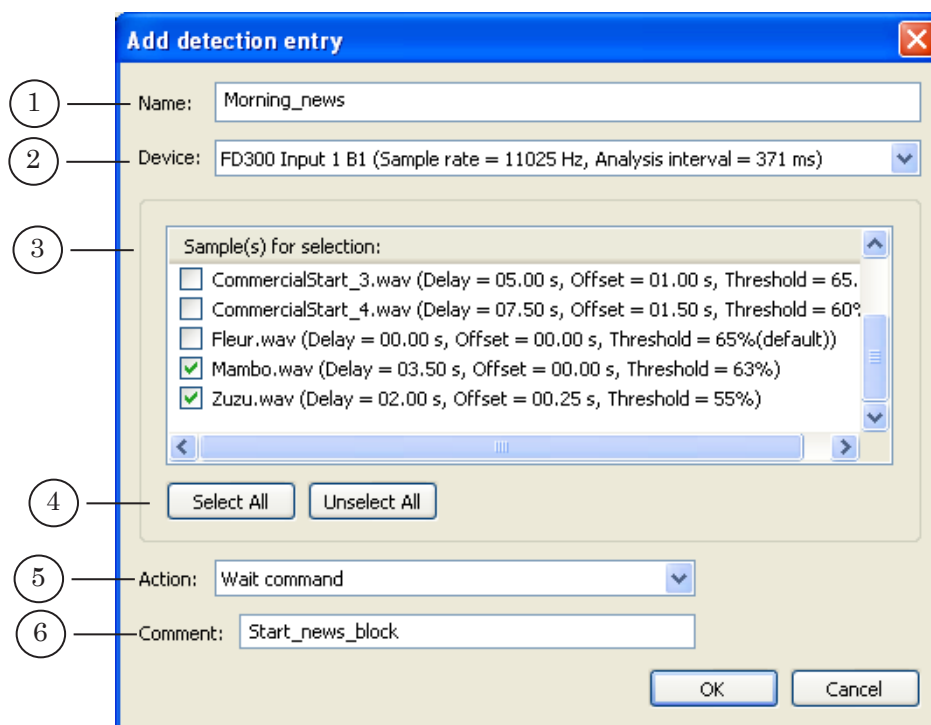 Add detection entry
1 Name: Morning_news
2 Device: FD300 Input 1 B1 (Sample rate = 11025 Hz, Analysis interval = 371 ms)
3 Sample(s) for selection:
CommercialStart_3.wav (Delay = 05.00 s, Offset = 01.00 s, Threshold = 65.
CommercialStart_4.wav (Delay = 07.50 s, Offset = 01.50 s, Threshold = 60%
Fleur.wav (Delay = 00.00 s, Offset = 00.00 s, Threshold = 65%(default))
Mambo.wav (Delay = 03.50 s, Offset = 00.00 s, Threshold = 63%)
Zuzu.wav (Delay = 02.00 s, Offset = 00.25 s, Threshold = 55%)
4 Select All Unselect All
5 Action: Wait command
6 Comment: Start_news_block
OK Cancel